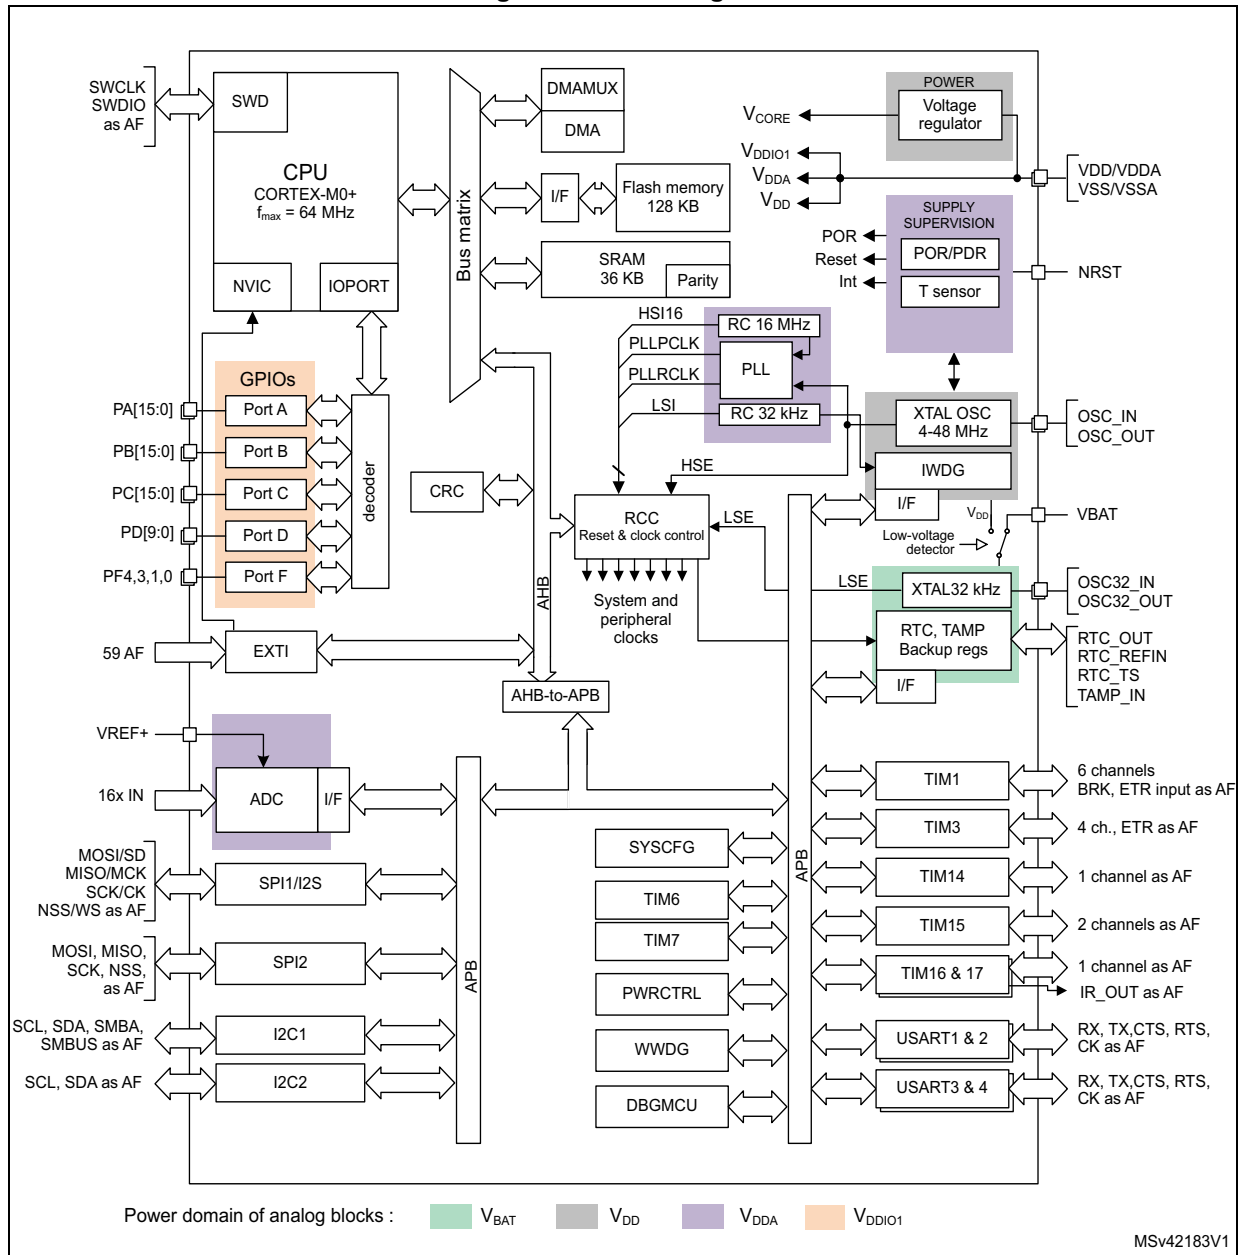 SWCLK
SWDIO
as AF
SWD
CPU
CORTEX-M0+
fmax = 64 MHz
NVIC
IOPORT
Bus matrix
DMAMUX
DMA
I/F
Flash memory
128 KB
SRAM
36 KB
Parity
POWER
Voltage
regulator
VCORE
VDDIO1
VDDA
VDD
VDD/VDDA
VSS/VSSA
SUPPLY
SUPERVISION
POR
Reset
Int
POR/PDR
T sensor
NRST
HSI16
PLLPCLK
PLLRCLK
LSI
RC 16 MHz
PLL
RC 32 kHz
HSE
XTAL OSC
4-48 MHz
IWDG
I/F
OSC_IN
OSC_OUT
GPIOs
PA[15:0]
Port A
PB[15:0]
Port B
PC[15:0]
Port C
PD[9:0]
Port D
PF4,3,1,0
Port F
decoder
CRC
AHB
RCC
Reset & clock control
LSE
System and
peripheral
clocks
VDD
Low-voltage
detector
VBAT
LSE
XTAL32 kHz
OSC32_IN
OSC32_OUT
RTC, TAMP
Backup regs
I/F
RTC_OUT
RTC_REFIN
RTC_TS
TAMP_IN
59 AF
EXTI
AHB-to-APB
VREF+
16x IN
ADC
I/F
MOSI/SD
MISO/MCK
SCK/CK
NSS/WS as AF
SPI1/I2S
MOSI, MISO,
SCK, NSS,
as AF
SPI2
SCL, SDA, SMBA,
SMBUS as AF
I2C1
SCL, SDA as AF
I2C2
APB
SYSCFG
TIM6
TIM7
PWRCTRL
WWDG
DBGMCU
APB
TIM1
6 channels
BRK, ETR input as AF
TIM3
4 ch., ETR as AF
TIM14
1 channel as AF
TIM15
2 channels as AF
TIM16 & 17
1 channel as AF
IR_OUT as AF
USART1 & 2
RX, TX,CTS, RTS,
CK as AF
USART3 & 4
RX, TX,CTS, RTS,
CK as AF
Power domain of analog blocks :
VBAT
VDD
VDDA
VDDIO1
MSv42183V1